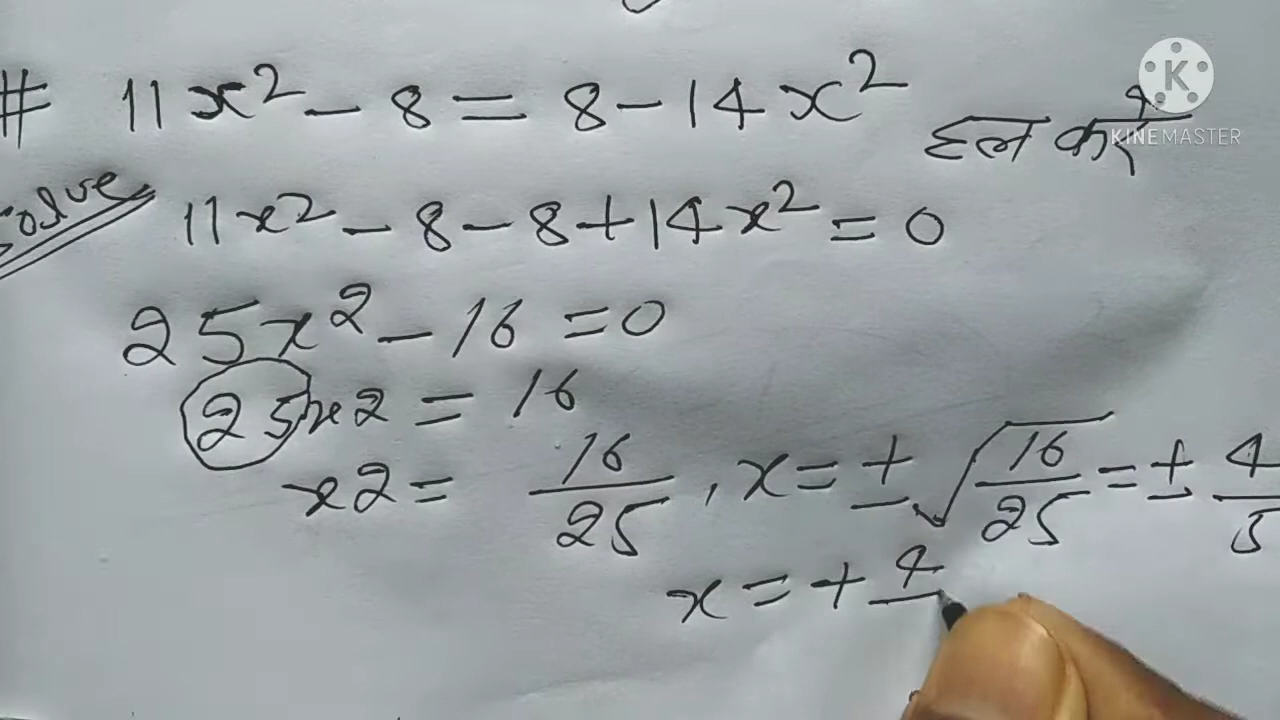 # 11x² - 8 = 8 - 14x² हल करें
KINEMASTER
Solve 11x² - 8 - 8 + 14x² = 0
25x² - 16 = 0
25x2 = 16
x2 = 16/25, x = ± √16/25 = ± 4/5
x = + 4